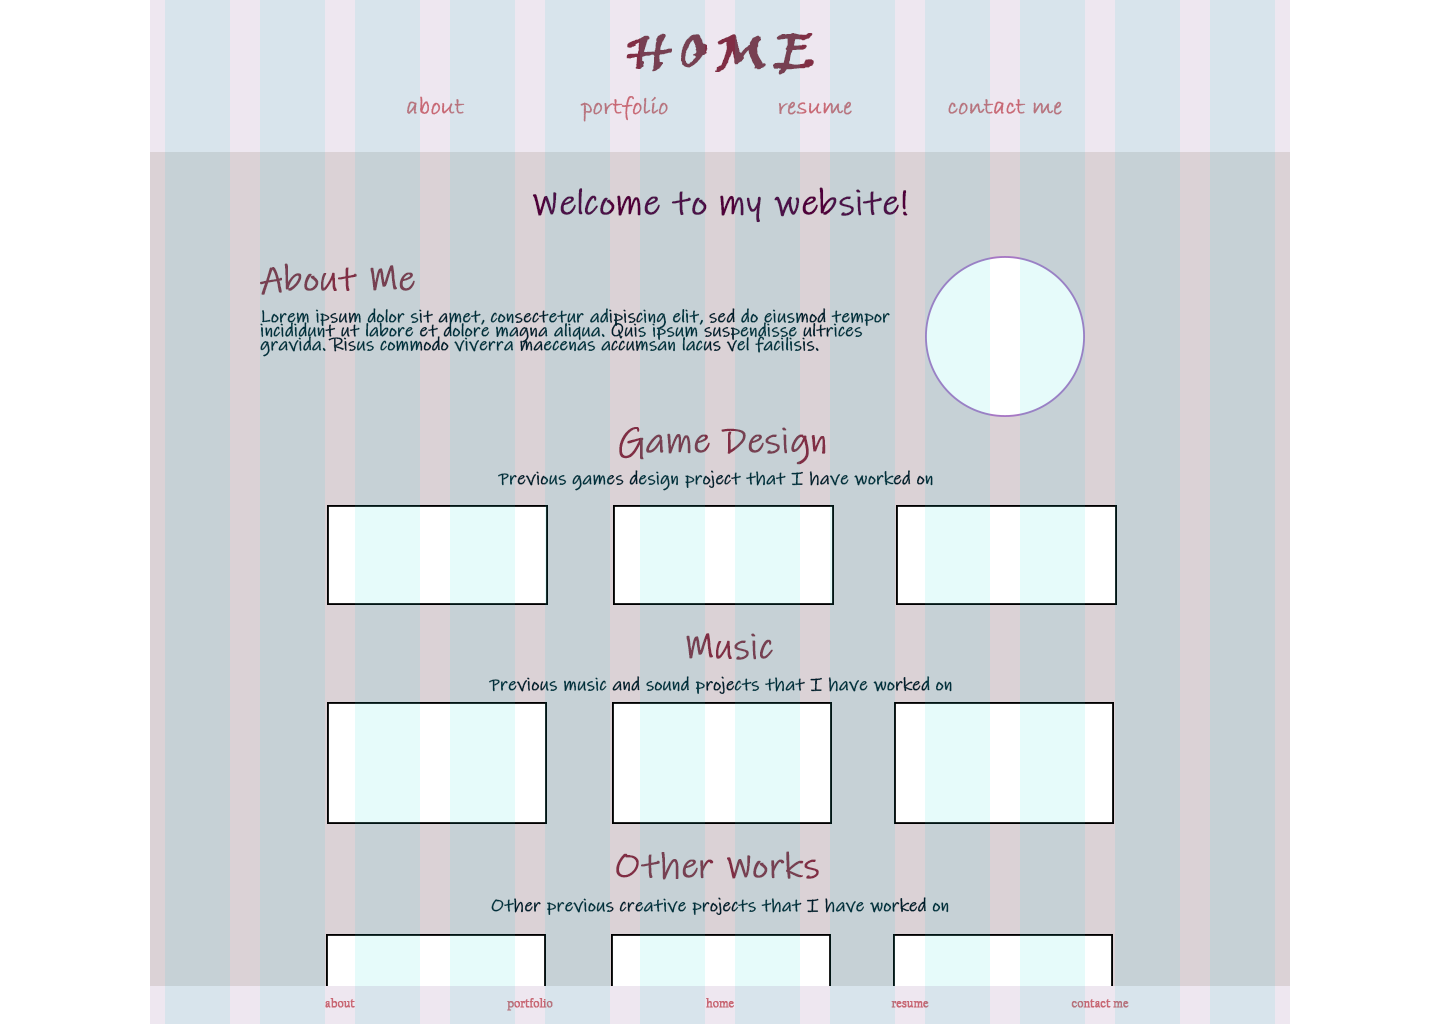 HOME
about portfolio resume contact me
Welcome to my website!
About Me
Lorem ipsum dolor sit amet, consectetur adipiscing elit, sed do eiusmod tempor
incididunt ut labore et dolore magna aliqua. Quis ipsum suspendisse ultrices
gravida. Risus commodo viverra maecenas accumsan lacus vel facilisis.
Game Design
Previous games design project that I have worked on
Music
Previous music and sound projects that I have worked on
Other Works
Other previous creative projects that I have worked on
about portfolio home resume contact me